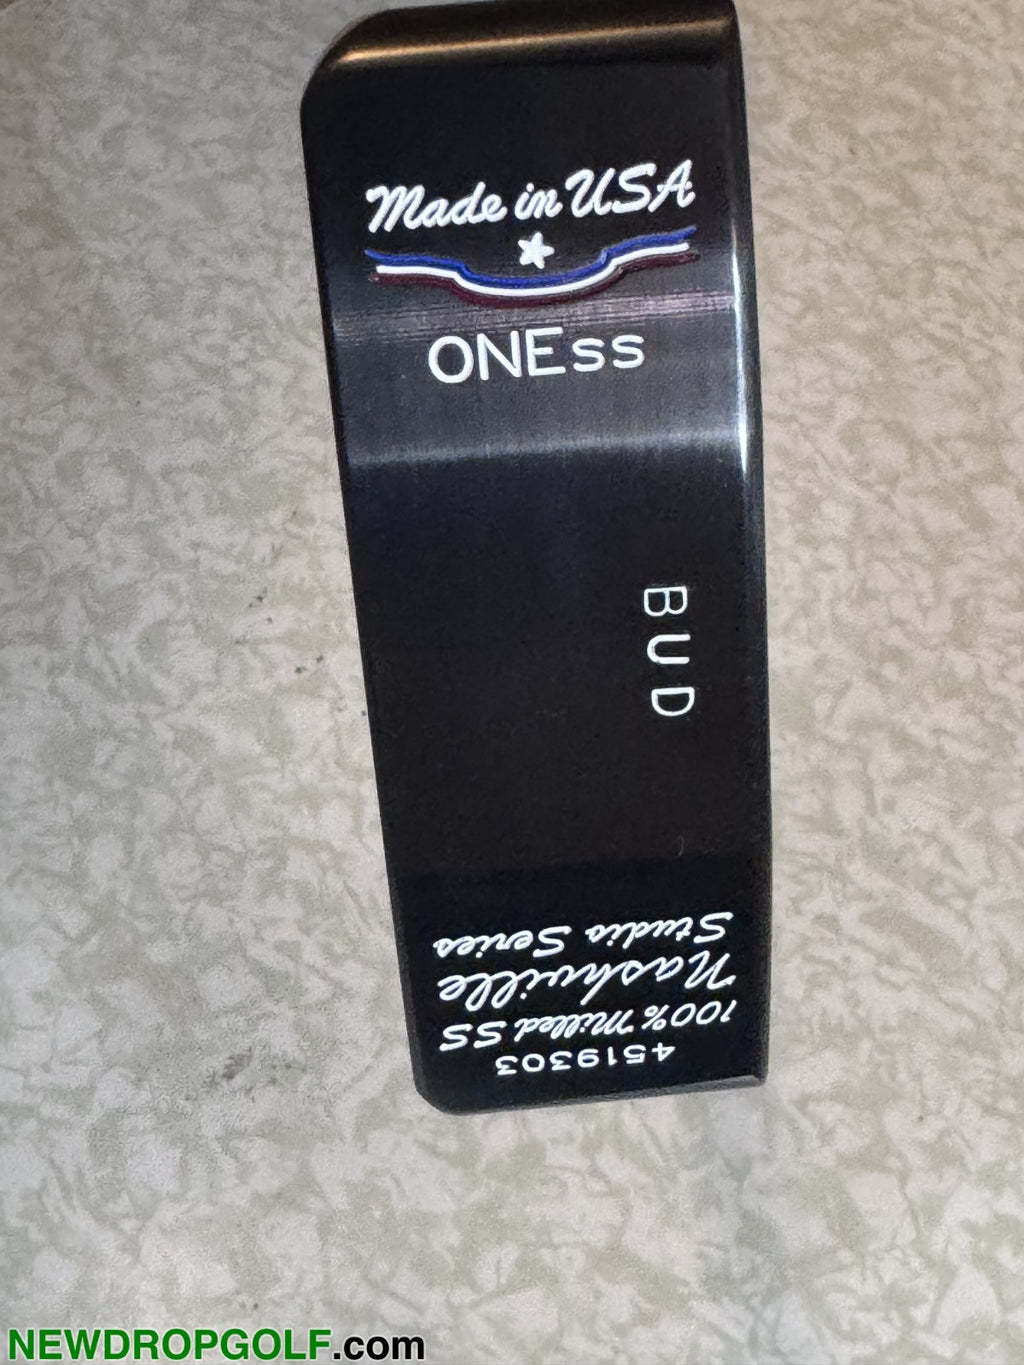 Made in USA
ONEss
BUD
4519303
100% Milled SS
Nashville
Studio Series
NEWDROPGOLF.com